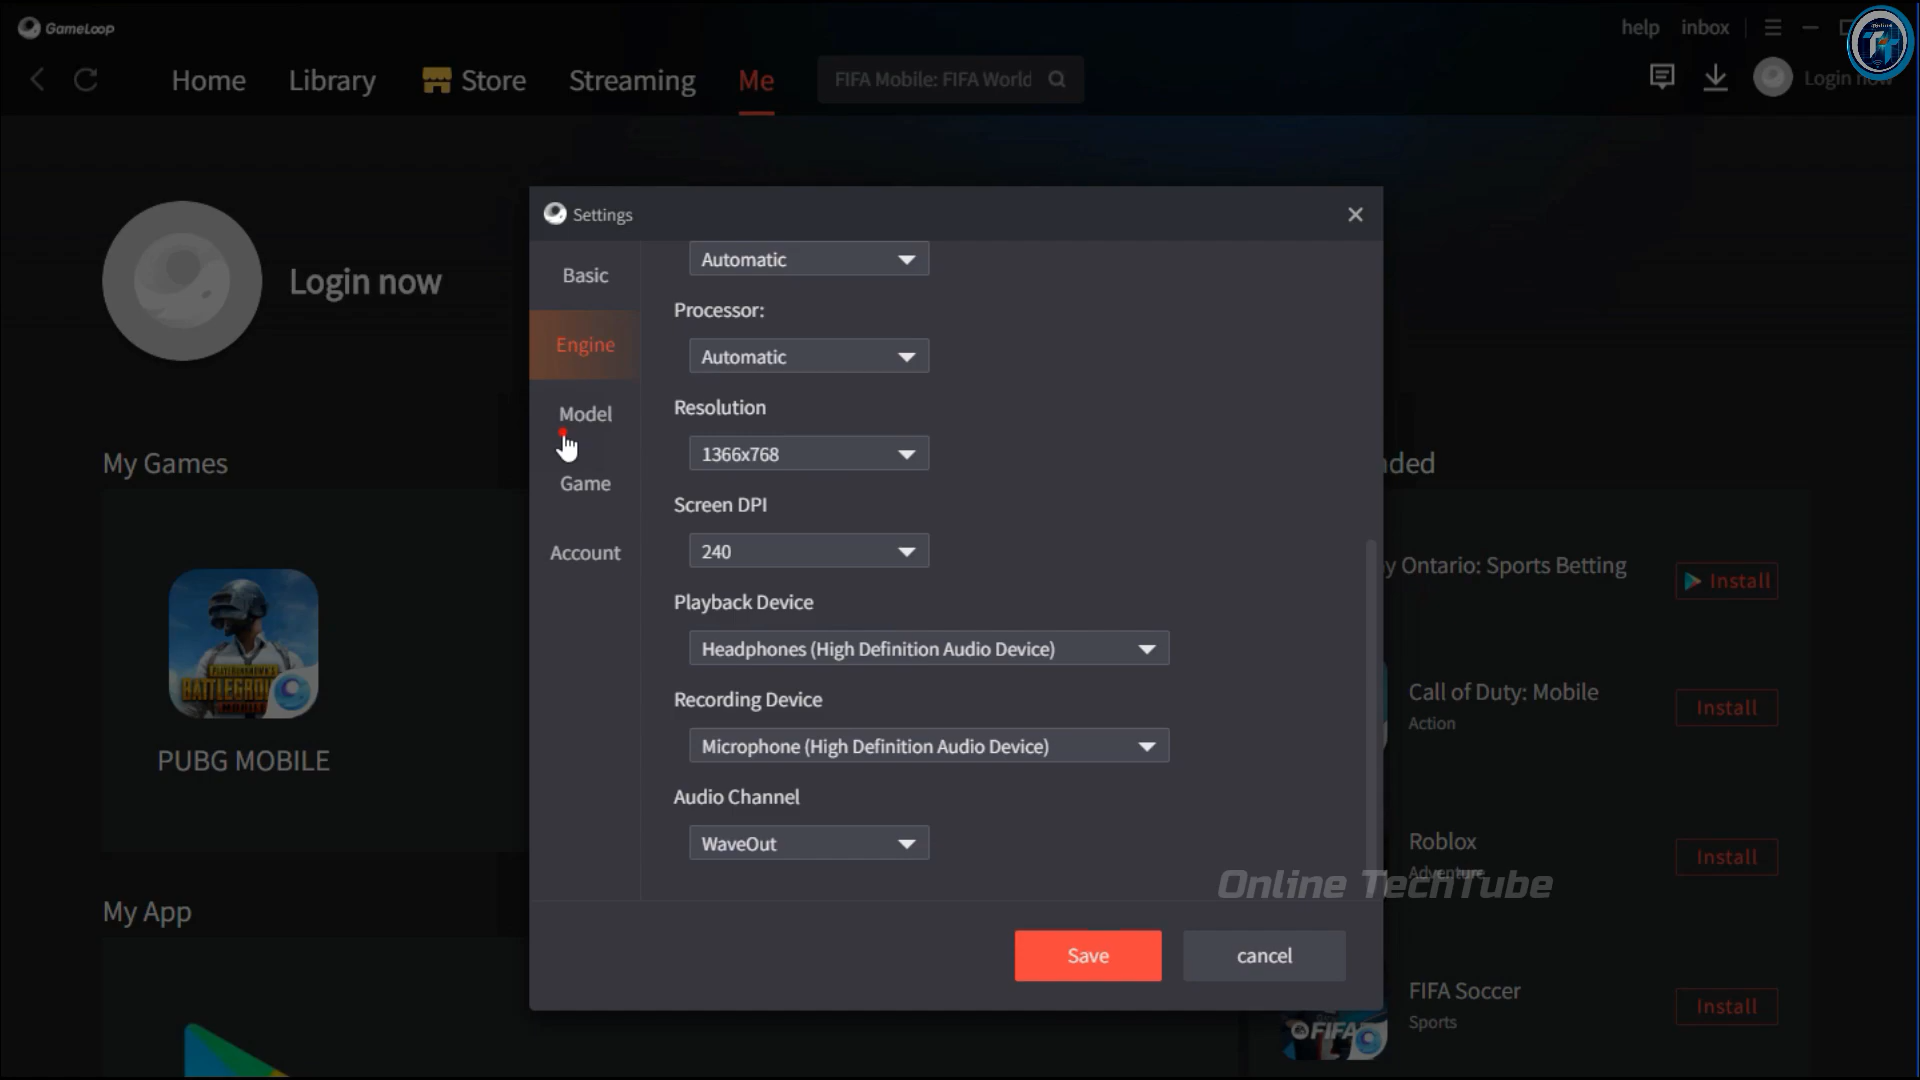 GameLoop
help inbox
Home Library Store Streaming Me FIFA Mobile: FIFA World Login now
Settings
Login now
Basic
Engine
Model
Game
Account
Automatic
Processor:
Automatic
Resolution
1366x768
Screen DPI
240
Playback Device
Headphones (High Definition Audio Device)
Recording Device
Microphone (High Definition Audio Device)
Audio Channel
WaveOut
Save cancel
My Games
PUBG MOBILE
My App
nded
y Ontario: Sports Betting
Install
Call of Duty: Mobile
Action
Install
Roblox
Adventure
Install
Online TechTube
FIFA Soccer
Sports
Install
FIFA